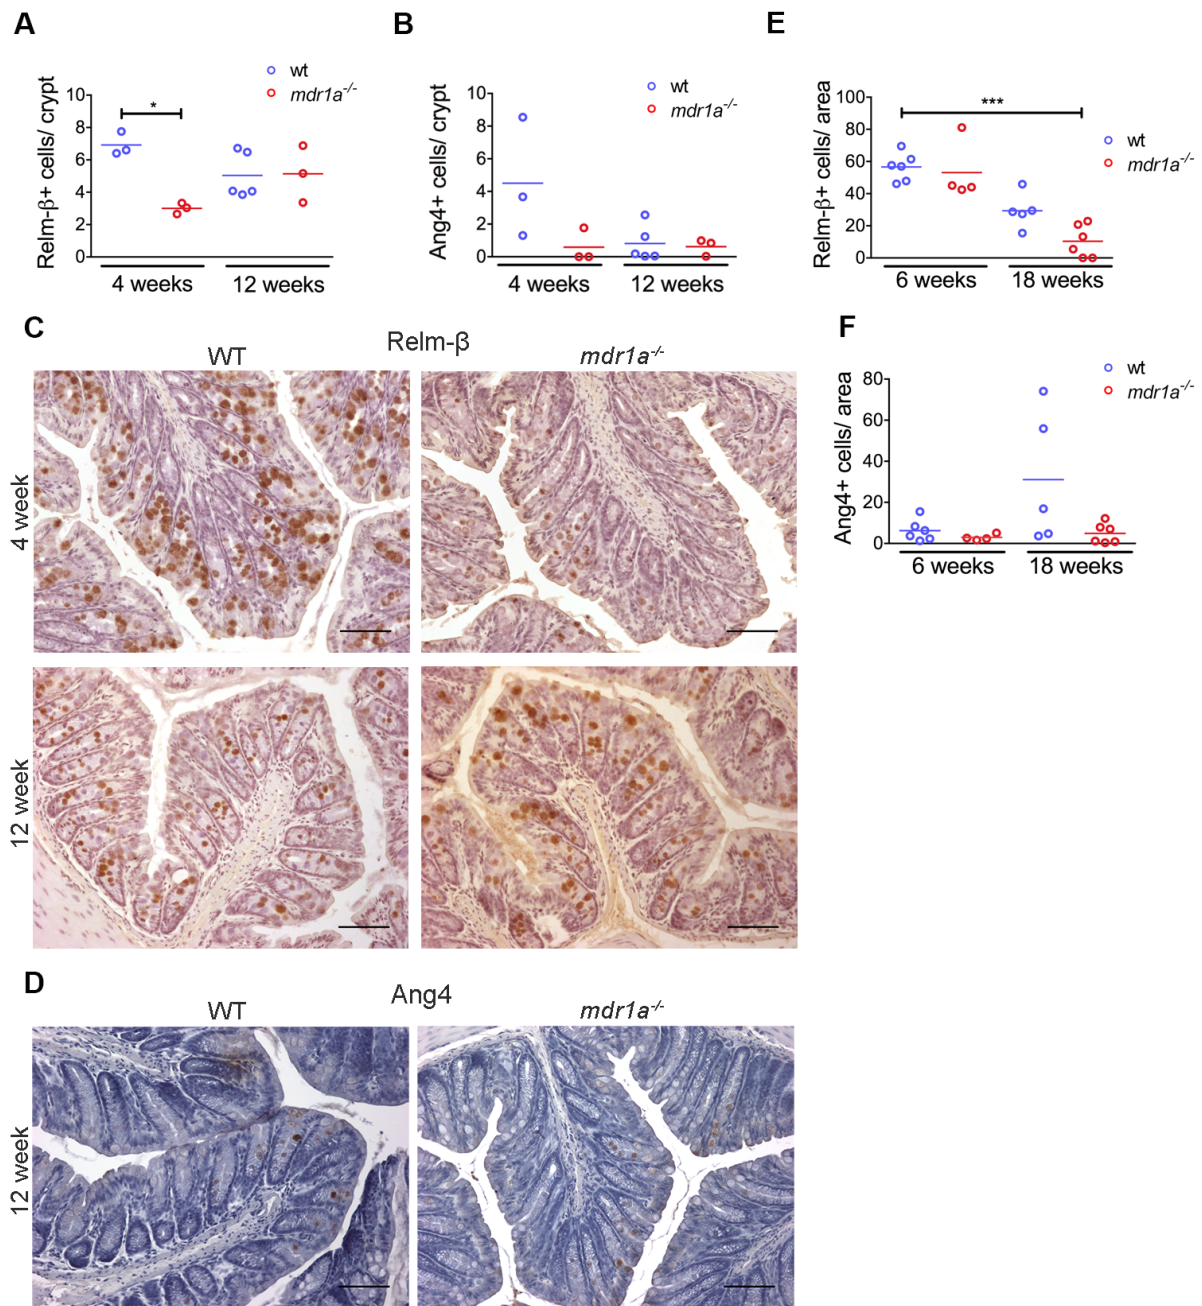 A
wt
mdr1a-/-
Relm-β+ cells/ crypt
*
10
8
6
4
2
0
4 weeks
12 weeks
B
wt
mdr1a-/-
Ang4+ cells/ crypt
10
8
6
4
2
0
4 weeks
12 weeks
E
wt
mdr1a-/-
Relm-β+ cells/ area
***
100
80
60
40
20
0
6 weeks
18 weeks
C
Relm-β
WT
mdr1a-/-
4 week
12 week
F
wt
mdr1a-/-
Ang4+ cells/ area
80
60
40
20
0
6 weeks
18 weeks
D
Ang4
WT
mdr1a-/-
12 week